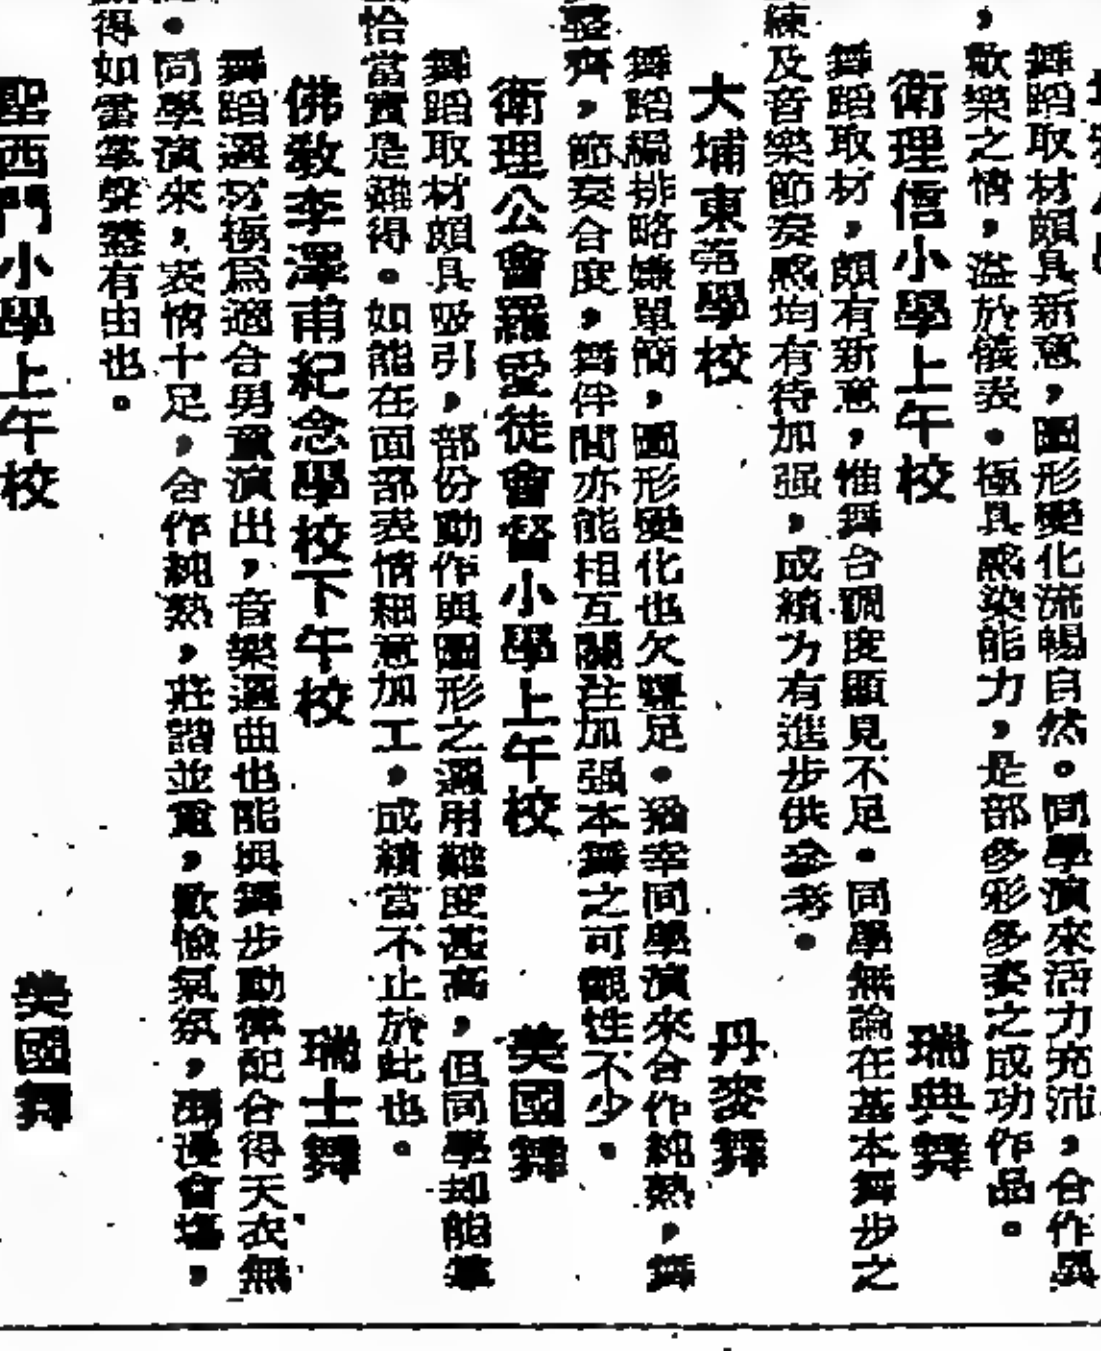 舞蹈取材頗具新意，圖形變化流暢自然。同學演來活力充沛，合作與
，歡樂之情，溢於儀表。極具感染能力，是部多彩多姿之成功作品。
衛理信小學上午校 瑞典舞
舞蹈取材，頗有新意，惟舞台調度顯見不足。同學無論在基本舞步之
練及音樂節奏感均有待加强，成績方有進步供參考。
大埔東莞學校 丹麥舞
舞蹈編排略嫌單簡，圖形變化也欠豐足。猶幸同學演來合作純熟，舞
整齊，節奏合度，舞伴間亦能相互關注加强本舞之可觀性不少。
衛理公會羅愛徒會督小學上午校 美國舞
舞蹈取材頗具吸引，部份動作與圖形之運用難度甚高，但同學却能掌
恰當實是難得。如能在面部表情細意加工，成績當不止於此也。
佛敎李澤甫紀念學校下午校 瑞士舞
舞蹈選材極爲適合男童演出，音樂選曲也能與舞步動律配合得天衣無
。同學演來，表情十足，合作純熟，莊諧並重，歡愉氣氛，瀰漫會塲，
得如雷掌聲蓋有由也。
聖西門小學上午校 美國舞